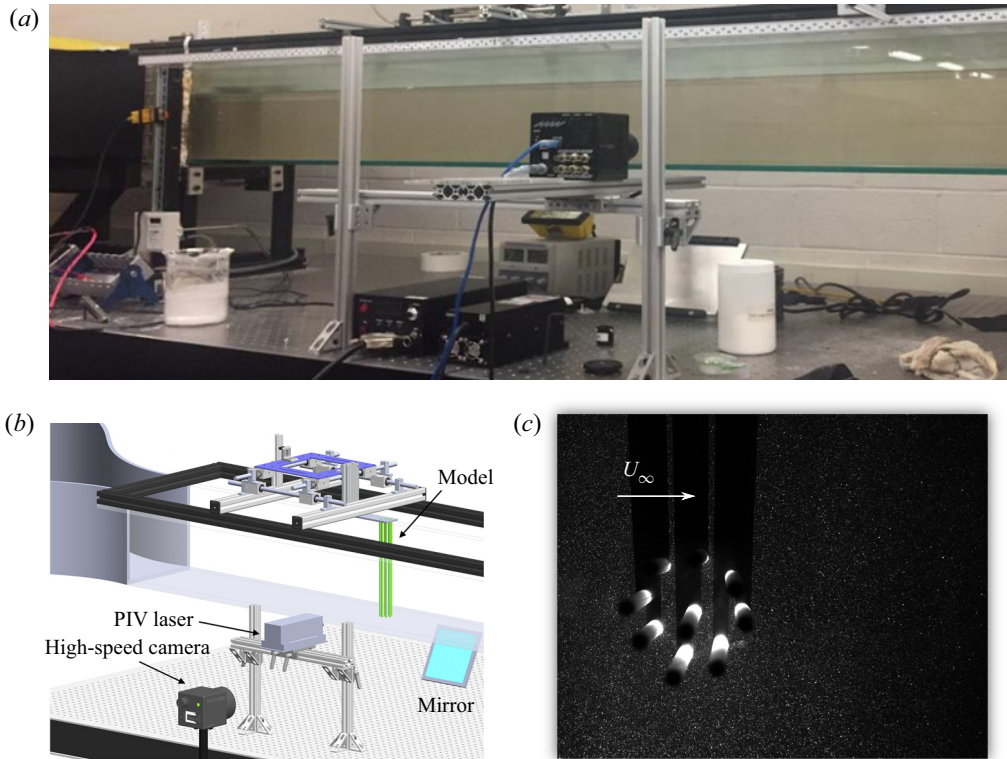 (a)
(b)
Model
PIV laser
High-speed camera
Mirror
(c)
U∞